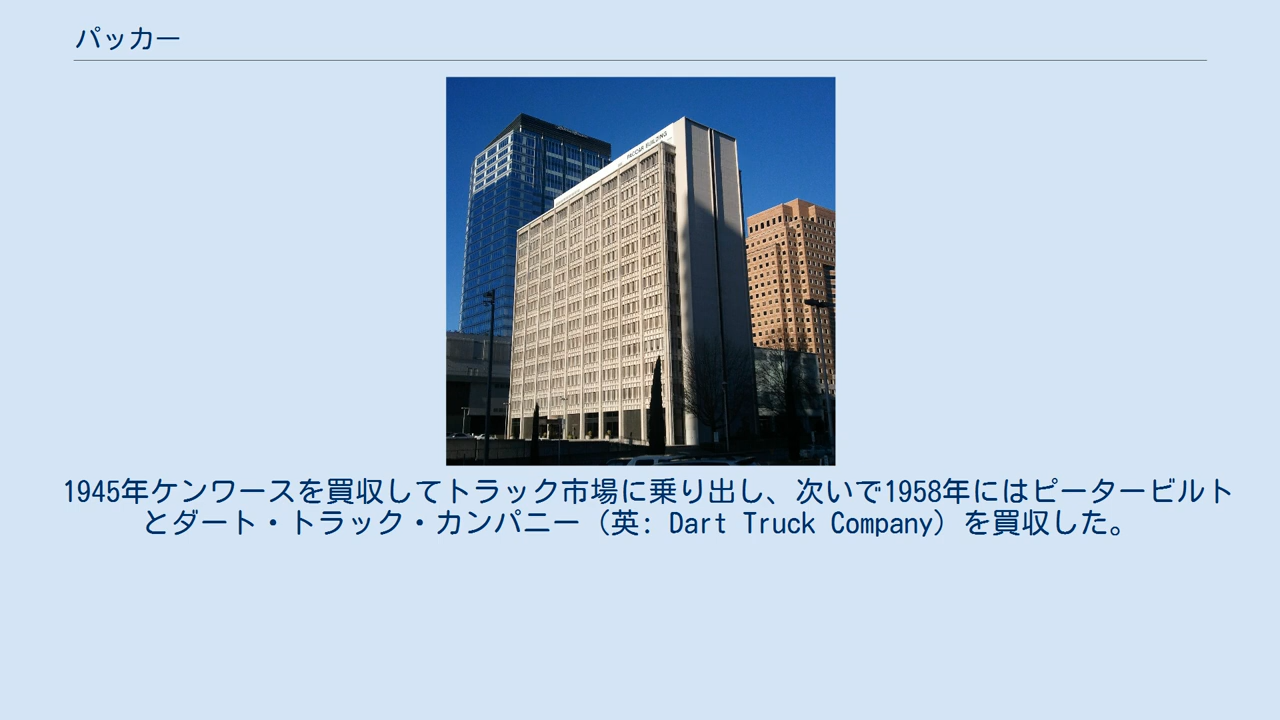 パッカー
PACCAR BUILDING
1945年ケンワースを買収してトラック市場に乗り出し、次いで1958年にはピータービルト
とダート・トラック・カンパニー（英: Dart Truck Company）を買収した。